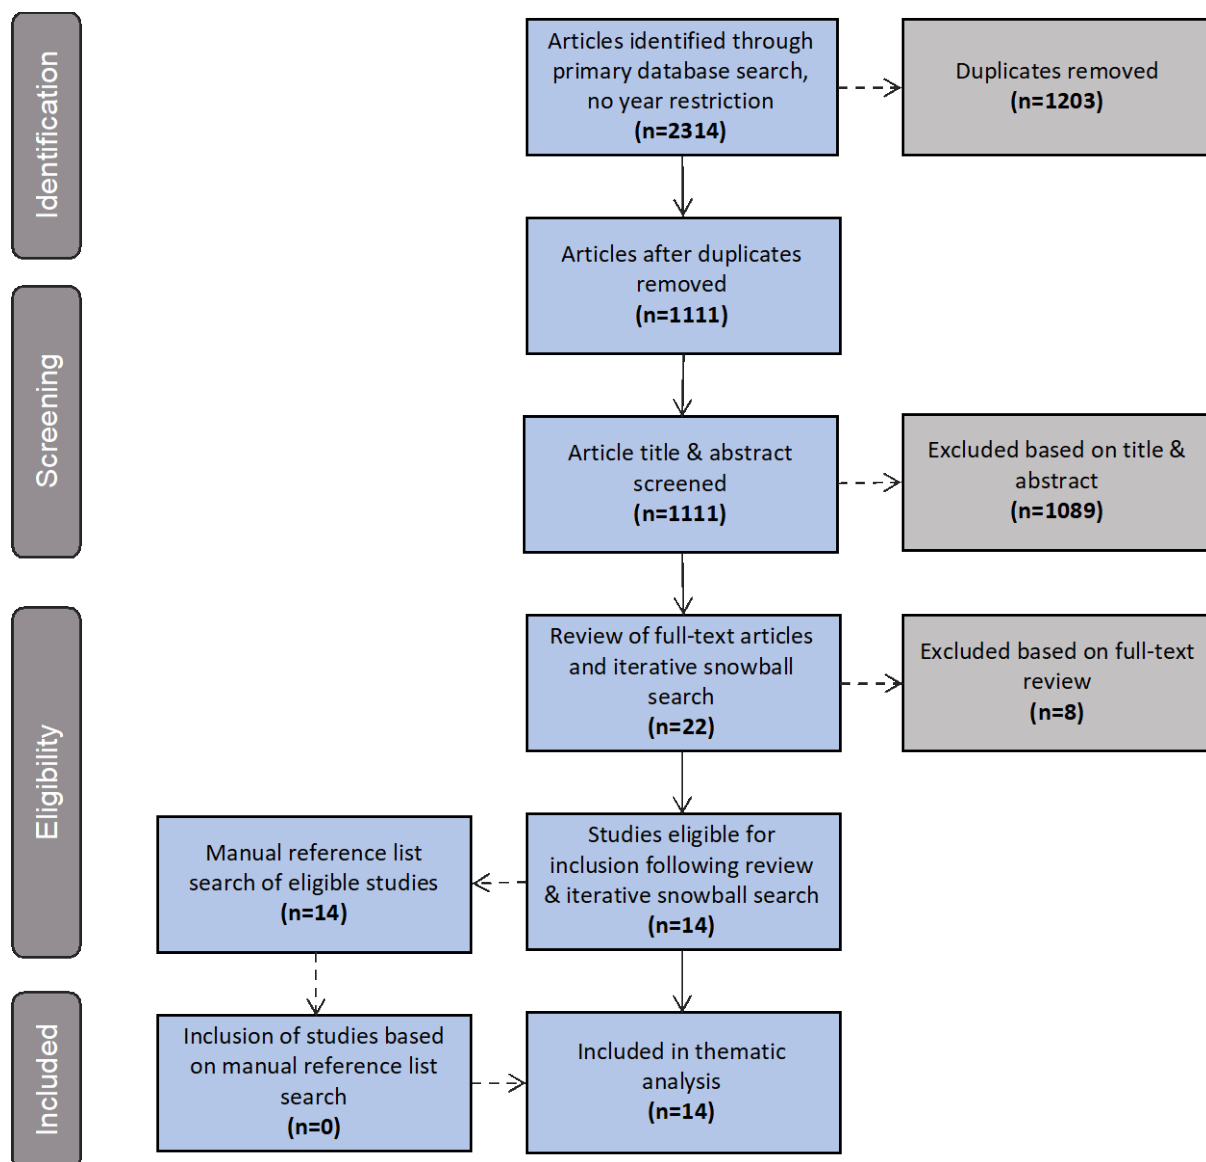 Identification
Articles identified through
primary database search,
no year restriction
(n=2314)
Duplicates removed
(n=1203)
Articles after duplicates
removed
(n=1111)
Screening
Article title & abstract
screened
(n=1111)
Excluded based on title &
abstract
(n=1089)
Eligibility
Review of full-text articles
and iterative snowball
search
(n=22)
Excluded based on full-text
review
(n=8)
Manual reference list
search of eligible studies
(n=14)
Studies eligible for
inclusion following review
& iterative snowball search
(n=14)
Included
Inclusion of studies based
on manual reference list
search
(n=0)
Included in thematic
analysis
(n=14)